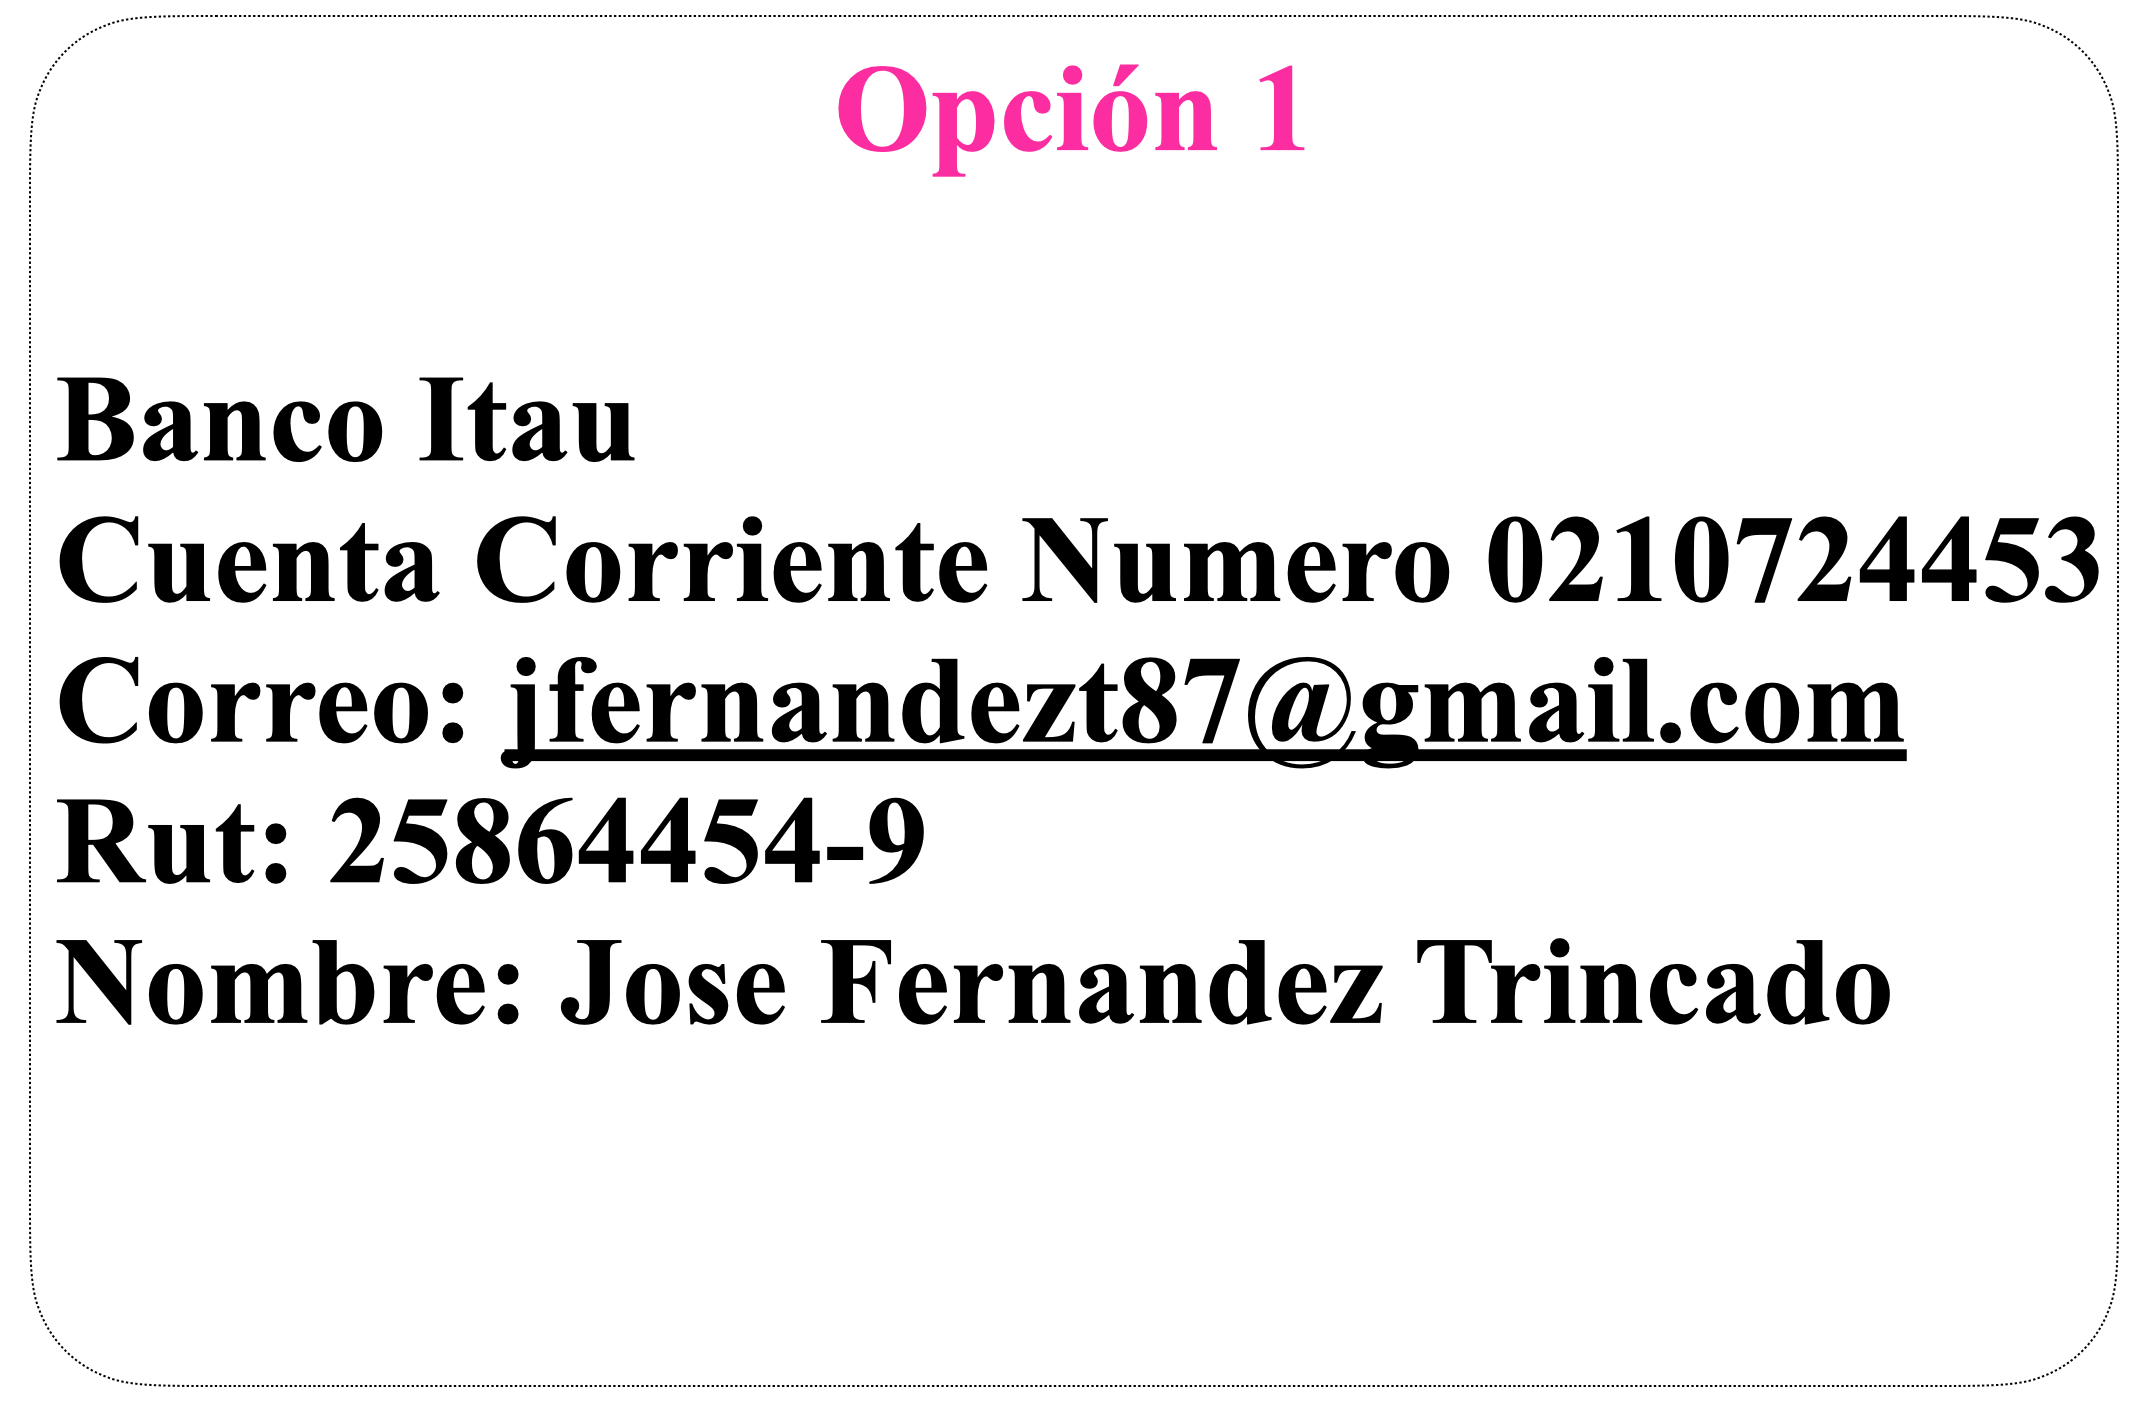 Opción 1
Banco Itau
Cuenta Corriente Numero 0210724453
Correo: jfernandezt87@gmail.com
Rut: 25864454-9
Nombre: Jose Fernandez Trincado